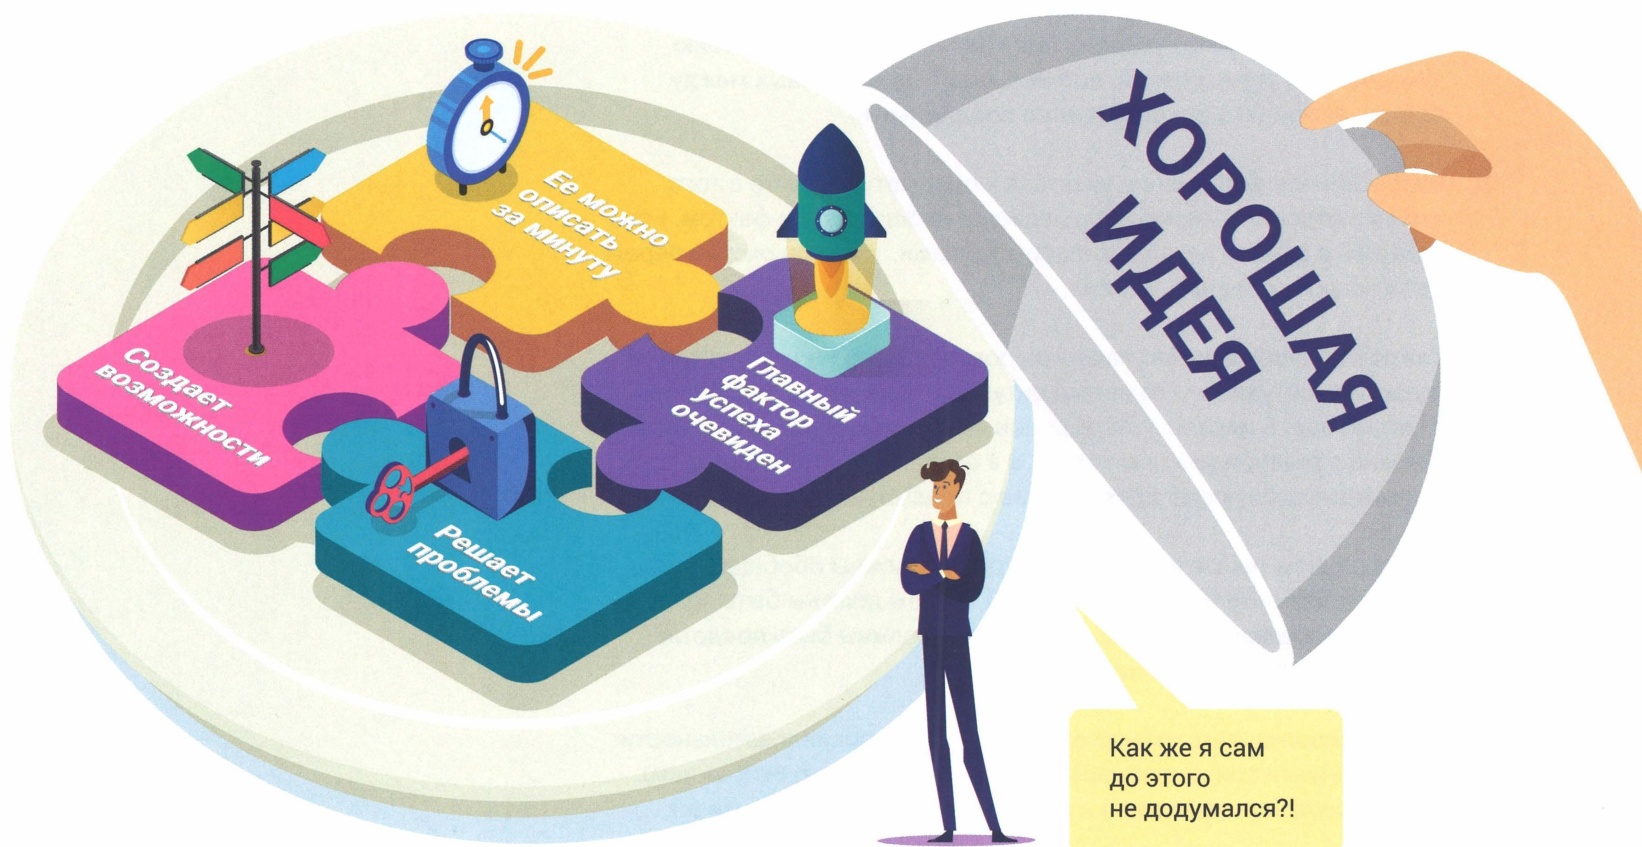 ХОРОШАЯ
ИДЕЯ
Ее можно
описать
за минуту
Создает
возможности
Главный
фактор
успеха
очевиден
Решает
проблемы
Как же я сам
до этого
не додумался?!